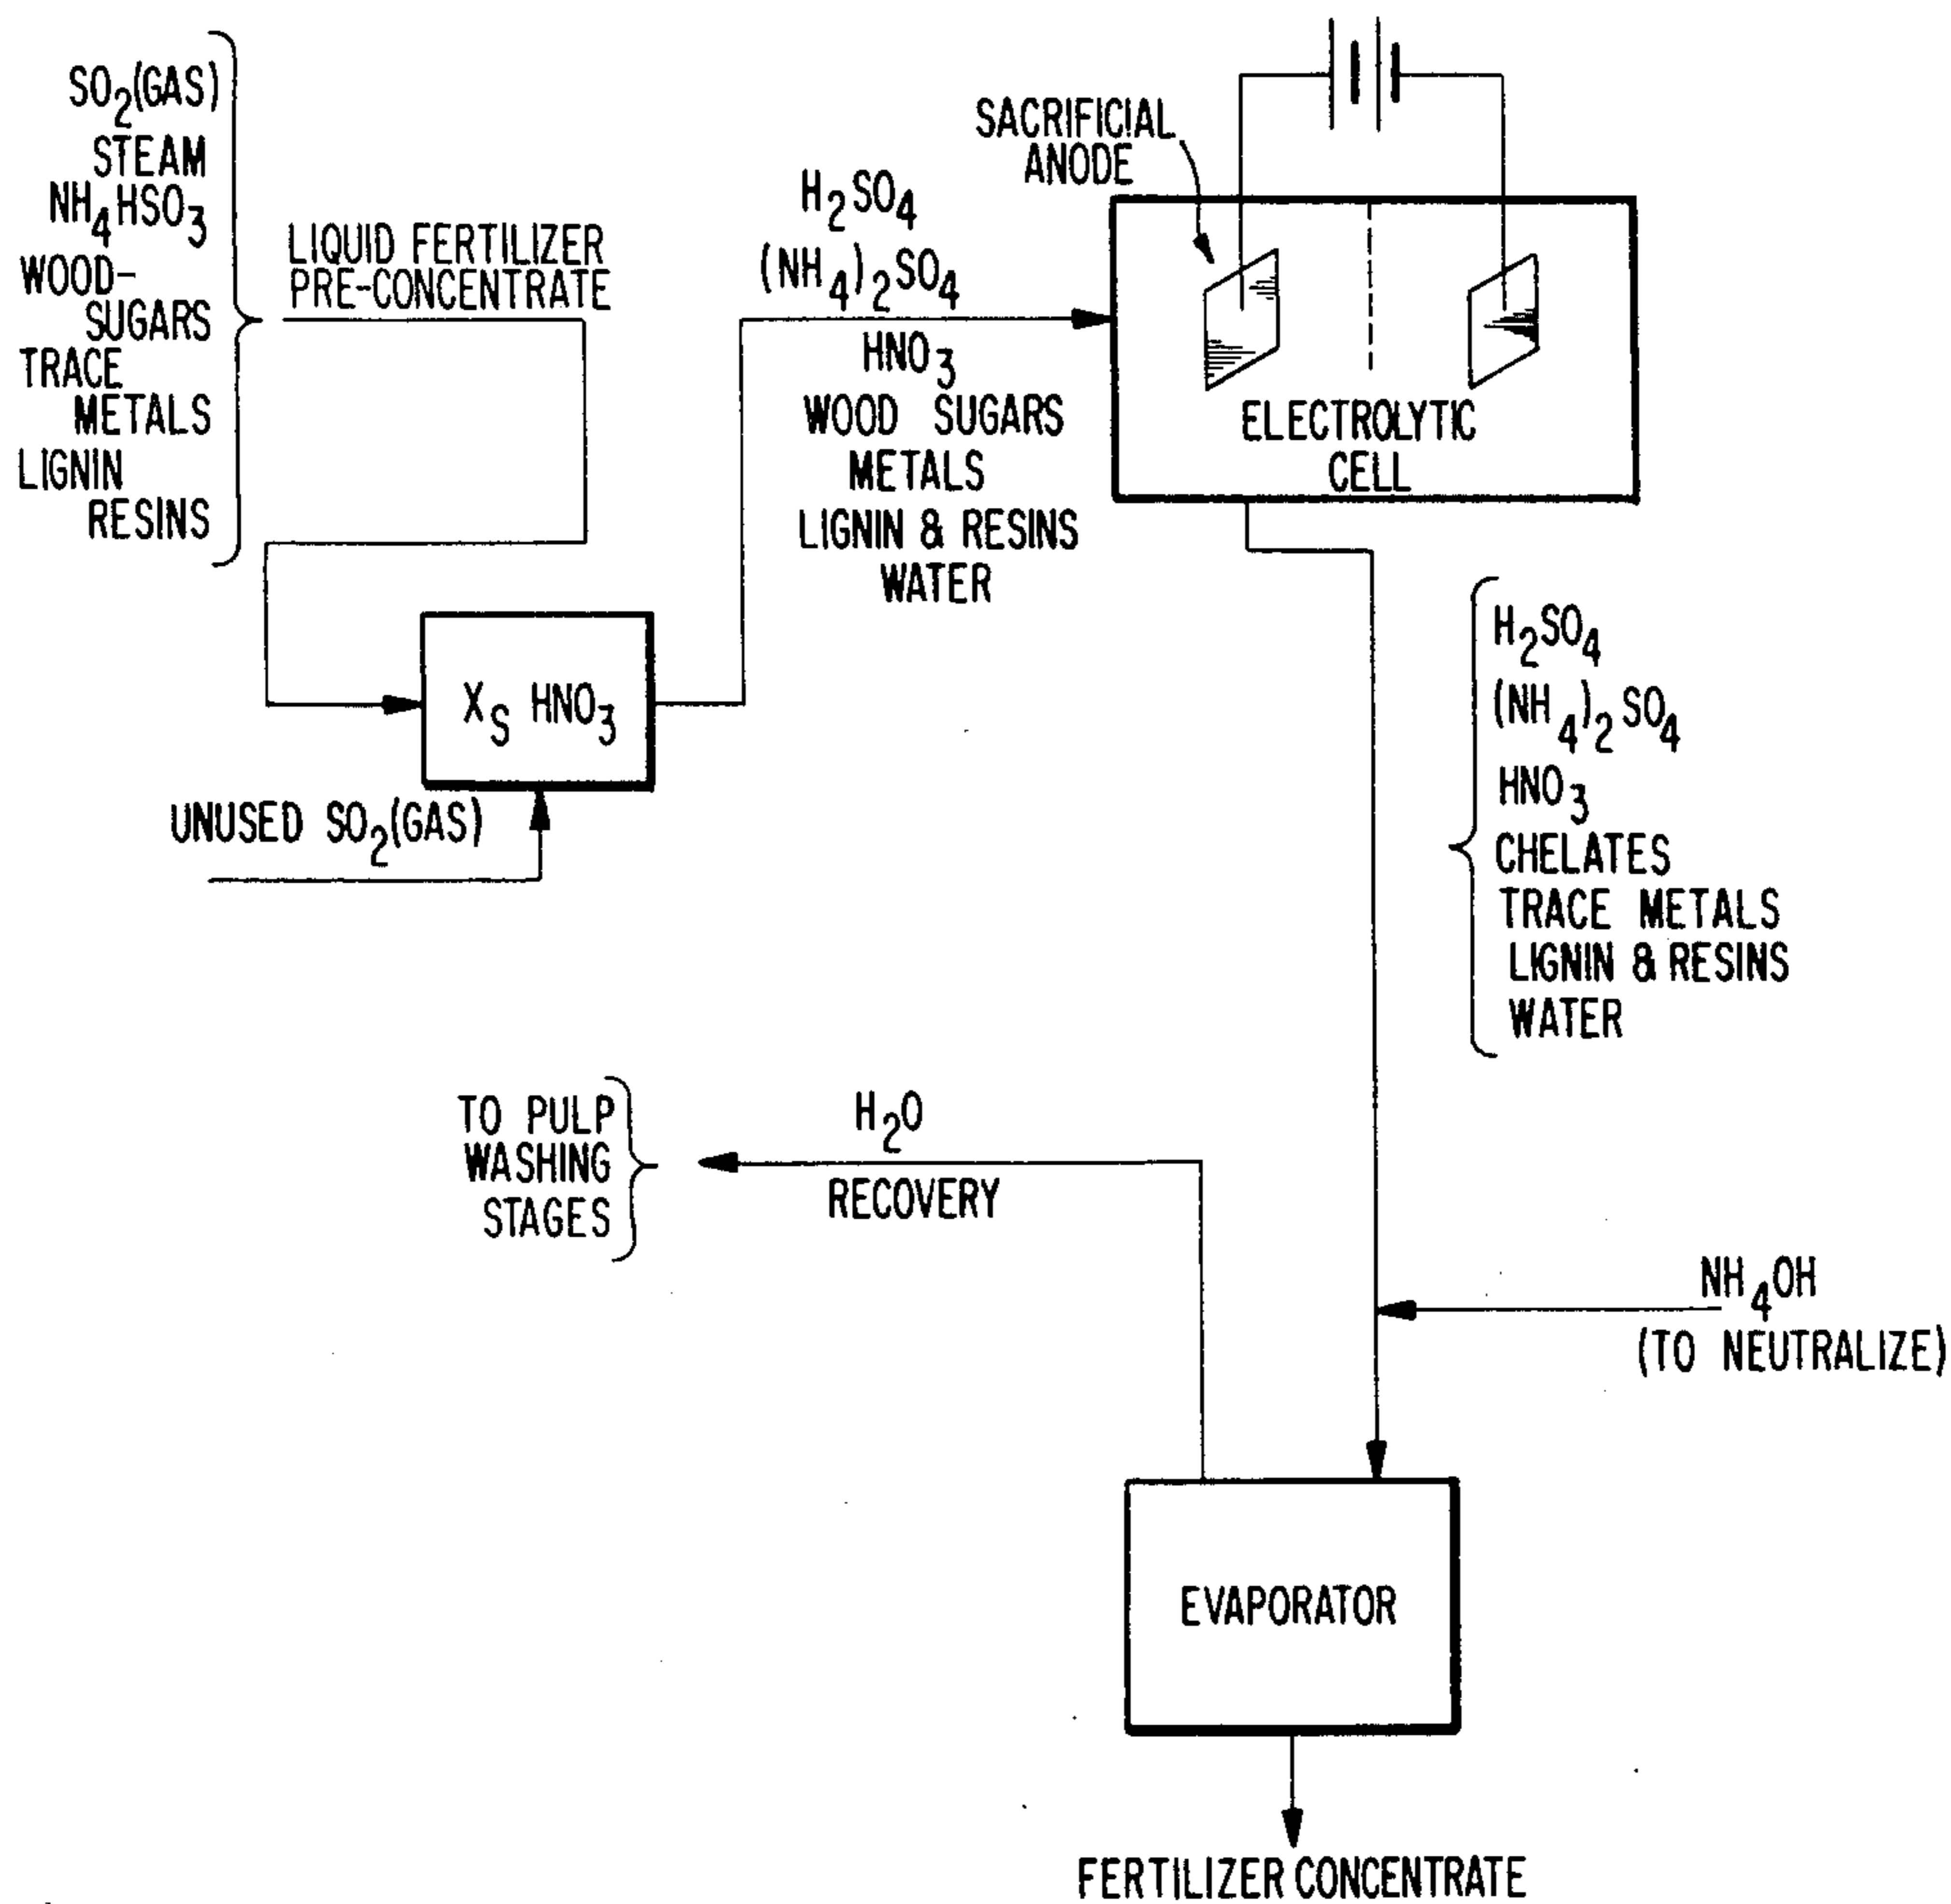 SO2(GAS)
STEAM
NH4HSO3
WOOD-
SUGARS
TRACE
METALS
LIGNIN
RESINS
LIQUID FERTILIZER
PRE-CONCENTRATE
XS HNO3
UNUSED SO2(GAS)
H2SO4
(NH4)2SO4
HNO3
WOOD SUGARS
METALS
LIGNIN & RESINS
WATER
SACRIFICIAL
ANODE
ELECTROLYTIC
CELL
H2SO4
(NH4)2SO4
HNO3
CHELATES
TRACE METALS
LIGNIN & RESINS
WATER
TO PULP
WASHING
STAGES
H2O
RECOVERY
NH4OH
(TO NEUTRALIZE)
EVAPORATOR
FERTILIZER CONCENTRATE